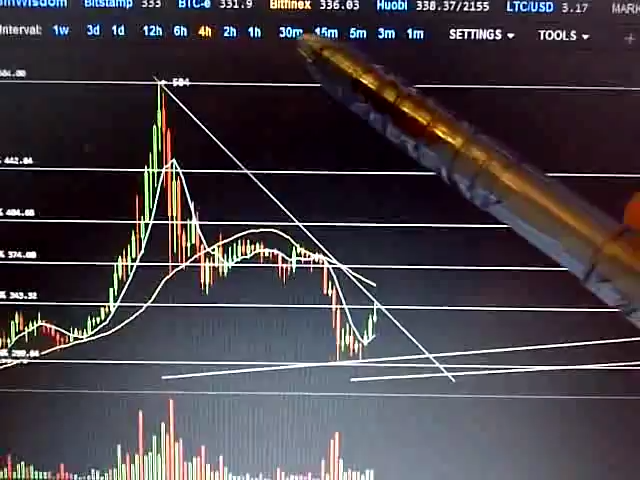 Bitstamp 333 BTC-e 331.9 Bitfinex 336.03 Huobi 338.37/2155 LTC/USD 3.17 MARK
Interval: 1w 3d 1d 12h 6h 4h 2h 1h 30m 15m 5m 3m 1m SETTINGS TOOLS
504
442.04
404.60
374.00
343.32